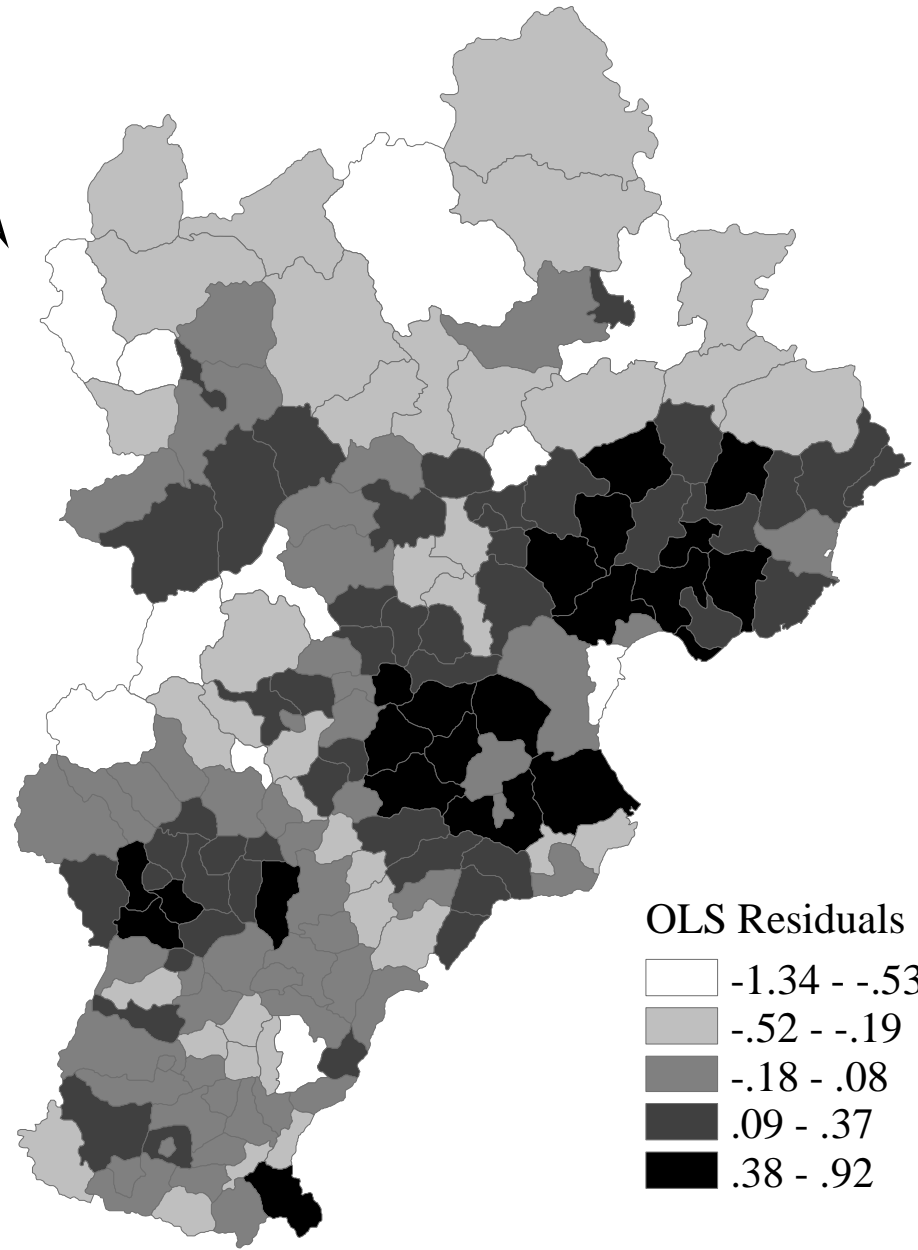 OLS Residuals
-1.34 - -.53
-.52 - -.19
-.18 - .08
.09 - .37
.38 - .92